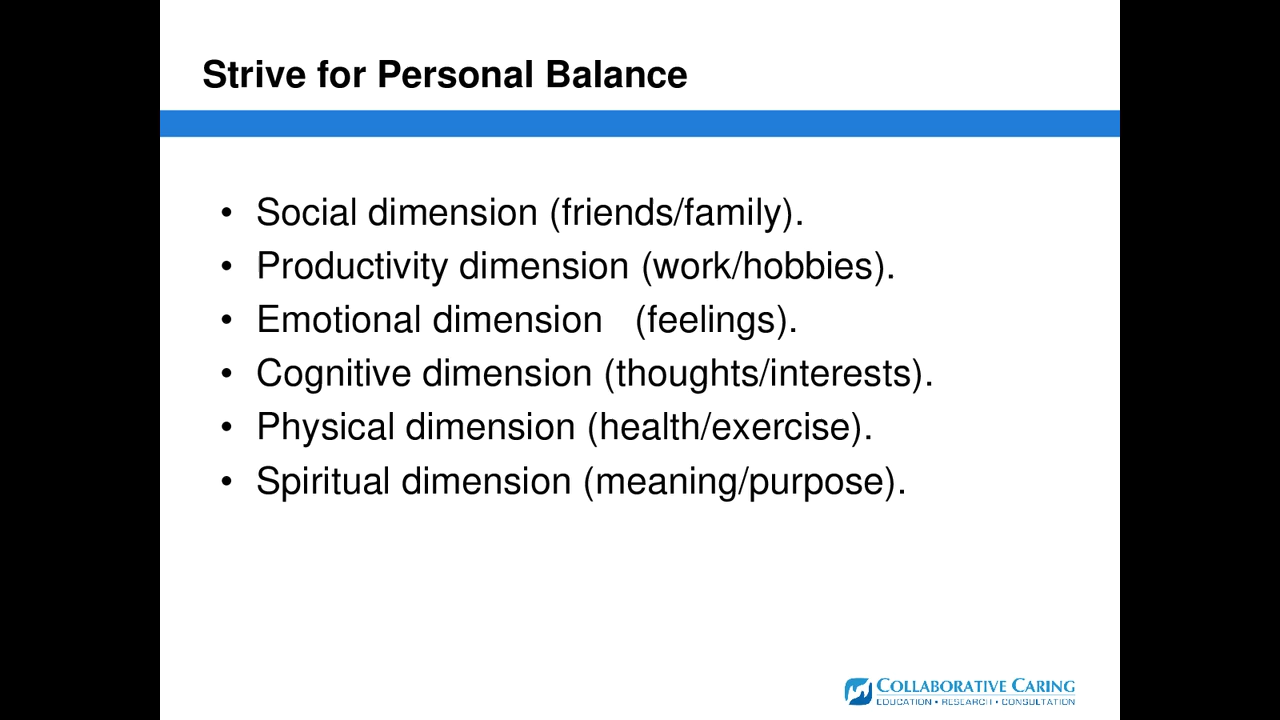 Strive for Personal Balance
• Social dimension (friends/family).
• Productivity dimension (work/hobbies).
• Emotional dimension   (feelings).
• Cognitive dimension (thoughts/interests).
• Physical dimension (health/exercise).
• Spiritual dimension (meaning/purpose).
COLLABORATIVE CARING
EDUCATION • RESEARCH • CONSULTATION